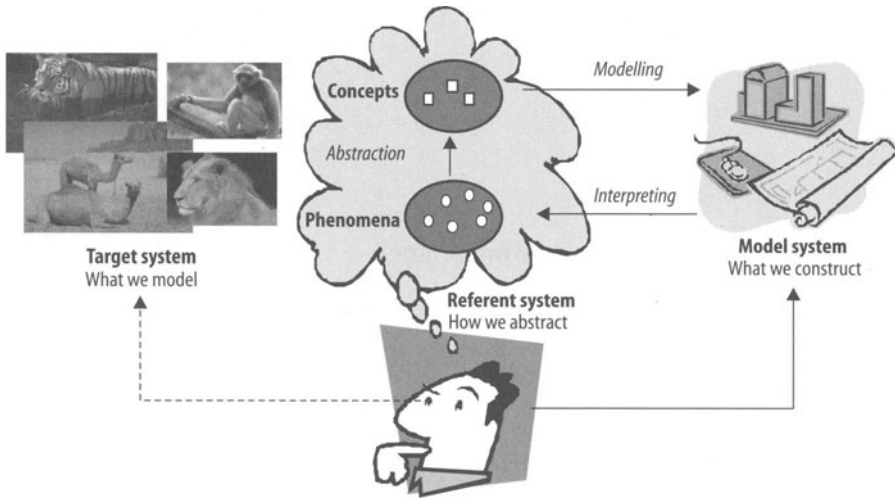 Concepts
Modelling
Abstraction
Interpreting
Phenomena
Target system
What we model
Model system
What we construct
Referent system
How we abstract